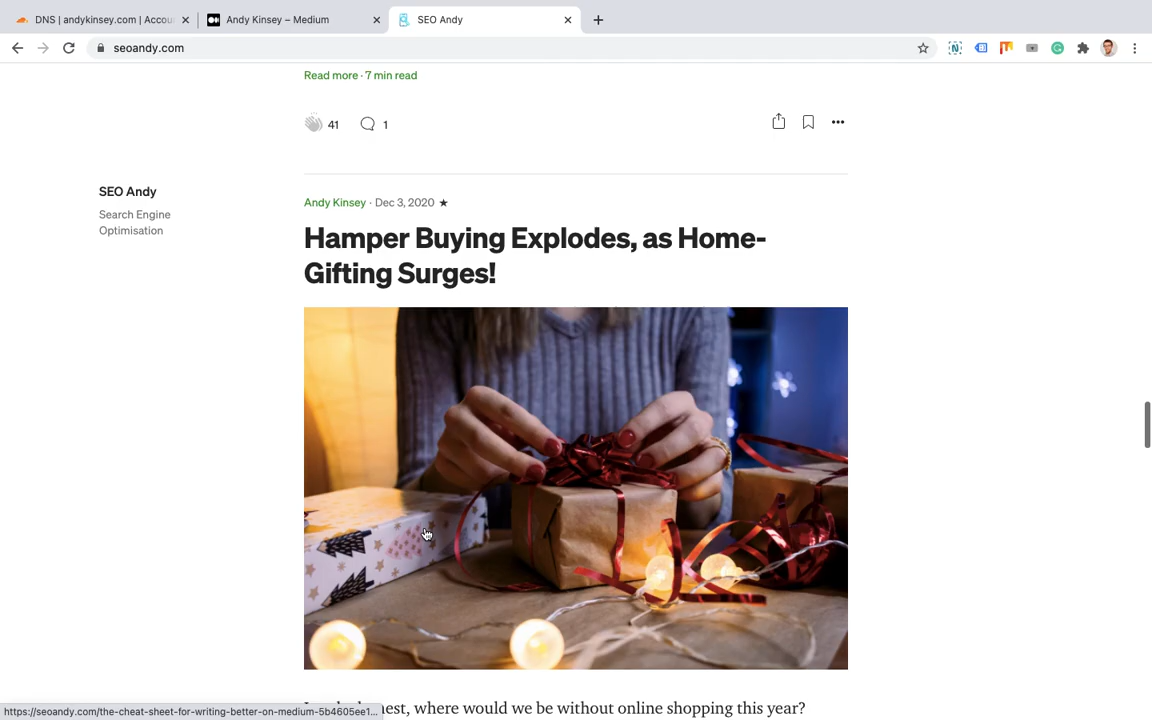 DNS | andykinsey.com | Accou
Andy Kinsey – Medium
SEO Andy
seoandy.com
Read more · 7 min read
41
1
SEO Andy
Search Engine
Optimisation
Andy Kinsey · Dec 3, 2020 ★
Hamper Buying Explodes, as Home-
Gifting Surges!
https://seoandy.com/the-cheat-sheet-for-writing-better-on-medium-5b4605ee1...
nest, where would we be without online shopping this year?